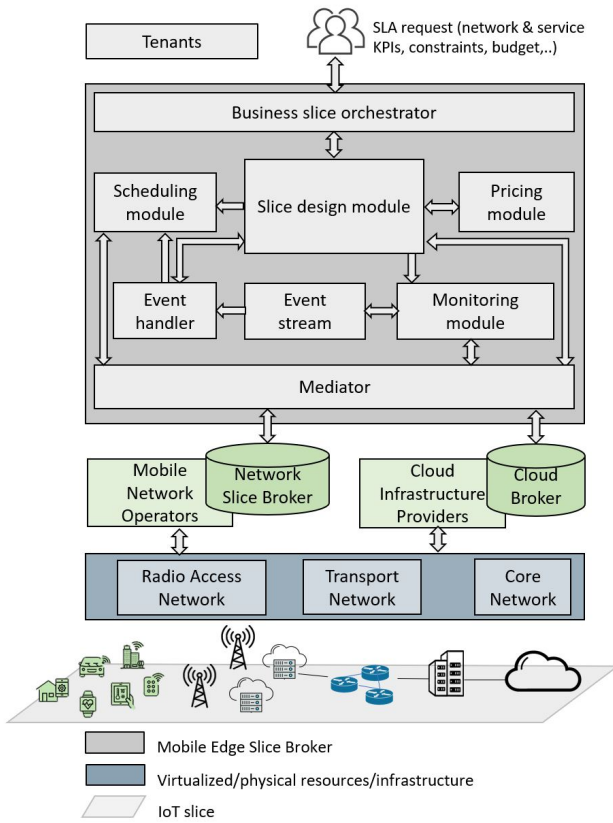 Tenants
SLA request (network & service
KPIs, constraints, budget,..)
Business slice orchestrator
Scheduling
module
Slice design module
Pricing
module
Event
handler
Event
stream
Monitoring
module
Mediator
Mobile
Network
Operators
Network
Slice Broker
Cloud
Infrastructure
Providers
Cloud
Broker
Radio Access
Network
Transport
Network
Core
Network
Mobile Edge Slice Broker
Virtualized/physical resources/infrastructure
IoT slice